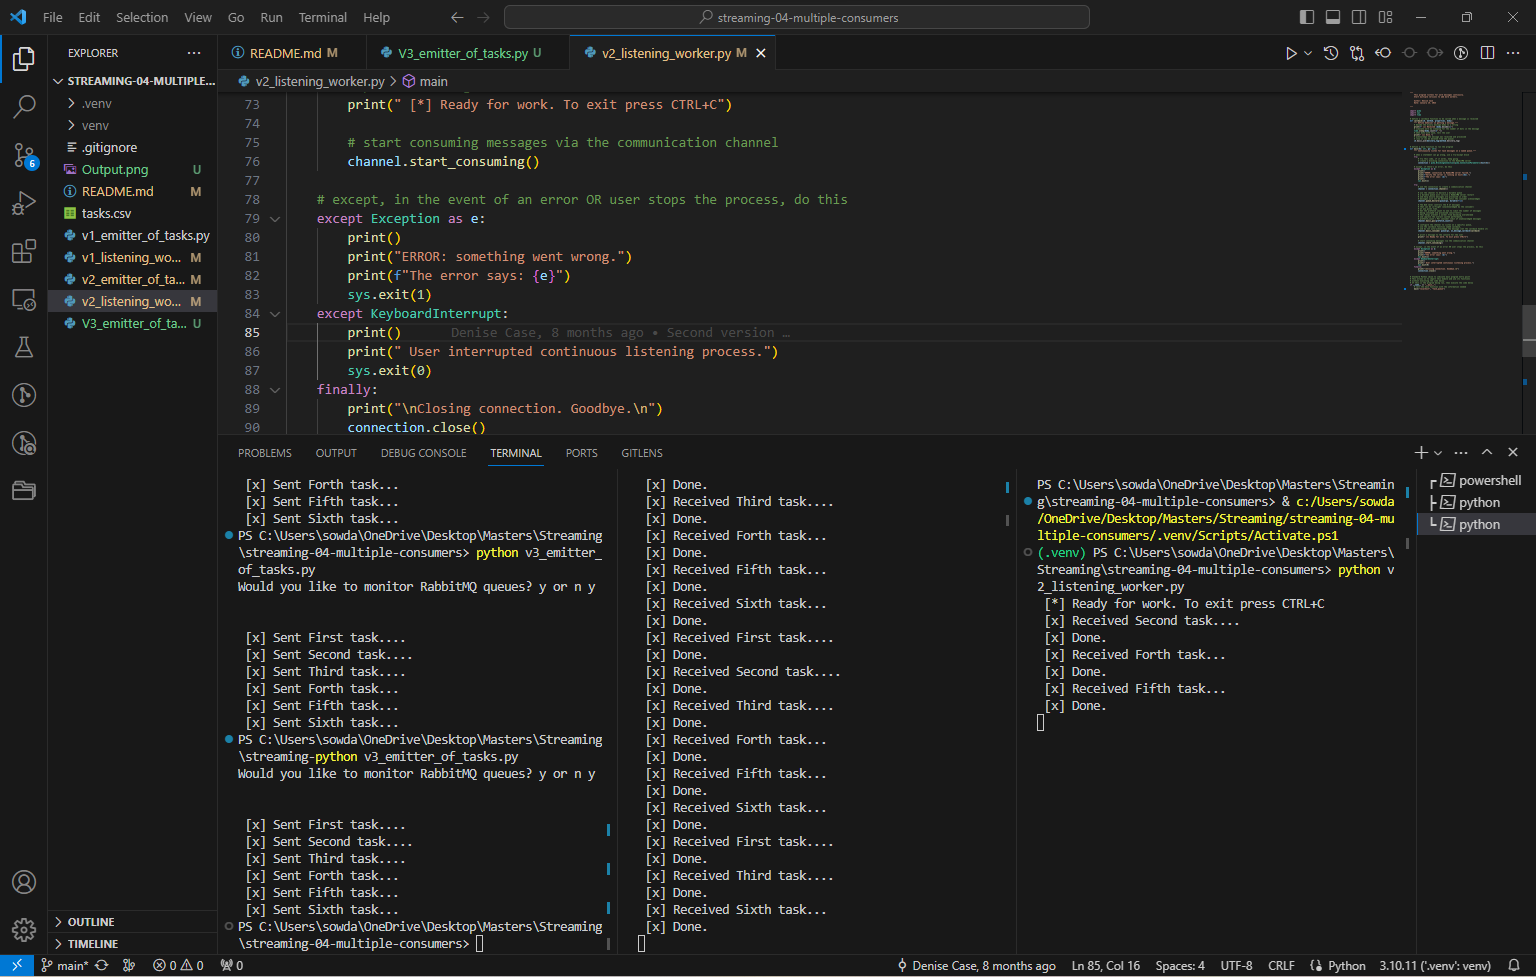 File Edit Selection View Go Run Terminal Help
streaming-04-multiple-consumers
EXPLORER
STREAMING-04-MULTIPLE...
.venv
venv
.gitignore
Output.png U
README.md M
tasks.csv
v1_emitter_of_tasks.py
v1_listening_wo... M
v2_emitter_of_ta... M
v2_listening_wo... M
V3_emitter_of_ta... U
OUTLINE
TIMELINE
6
README.md M
V3_emitter_of_tasks.py U
v2_listening_worker.py M
v2_listening_worker.py > main
73 print(" [*] Ready for work. To exit press CTRL+C")
74
75 # start consuming messages via the communication channel
76 channel.start_consuming()
77
78 # except, in the event of an error OR user stops the process, do this
79 except Exception as e:
80 print()
81 print("ERROR: something went wrong.")
82 print(f"The error says: {e}")
83 sys.exit(1)
84 except KeyboardInterrupt:
85 print() Denise Case, 8 months ago • Second version …
86 print(" User interrupted continuous listening process.")
87 sys.exit(0)
88 finally:
89 print("\nClosing connection. Goodbye.\n")
90 connection.close()
PROBLEMS OUTPUT DEBUG CONSOLE TERMINAL PORTS GITLENS
[x] Sent Forth task...
[x] Sent Fifth task...
[x] Sent Sixth task...
PS C:\Users\sowda\OneDrive\Desktop\Masters\Streaming
\streaming-04-multiple-consumers> python v3_emitter_
of_tasks.py
Would you like to monitor RabbitMQ queues? y or n y
[x] Sent First task....
[x] Sent Second task....
[x] Sent Third task....
[x] Sent Forth task...
[x] Sent Fifth task...
[x] Sent Sixth task...
PS C:\Users\sowda\OneDrive\Desktop\Masters\Streaming
\streaming-python v3_emitter_of_tasks.py
Would you like to monitor RabbitMQ queues? y or n y
[x] Sent First task....
[x] Sent Second task....
[x] Sent Third task....
[x] Sent Forth task...
[x] Sent Fifth task...
[x] Sent Sixth task...
PS C:\Users\sowda\OneDrive\Desktop\Masters\Streaming
\streaming-04-multiple-consumers>
[x] Done.
[x] Received Third task....
[x] Done.
[x] Received Forth task...
[x] Done.
[x] Received Fifth task...
[x] Done.
[x] Received Sixth task...
[x] Done.
[x] Received First task....
[x] Done.
[x] Received Second task....
[x] Done.
[x] Received Third task....
[x] Done.
[x] Received Forth task...
[x] Done.
[x] Received Fifth task...
[x] Done.
[x] Received Sixth task...
[x] Done.
[x] Received First task....
[x] Done.
[x] Received Third task....
[x] Done.
[x] Received Sixth task...
[x] Done.
PS C:\Users\sowda\OneDrive\Desktop\Masters\Streamin
g\streaming-04-multiple-consumers> & c:/Users/sowda
/OneDrive/Desktop/Masters/Streaming/streaming-04-mu
ltiple-consumers/.venv/Scripts/Activate.ps1
(.venv) PS C:\Users\sowda\OneDrive\Desktop\Masters\
Streaming\streaming-04-multiple-consumers> python v
2_listening_worker.py
[*] Ready for work. To exit press CTRL+C
[x] Received Second task....
[x] Done.
[x] Received Forth task...
[x] Done.
[x] Received Fifth task...
[x] Done.
powershell
python
python
main* 0 0 0 Denise Case, 8 months ago Ln 85, Col 16 Spaces: 4 UTF-8 CRLF Python 3.10.11 ('.venv': venv)